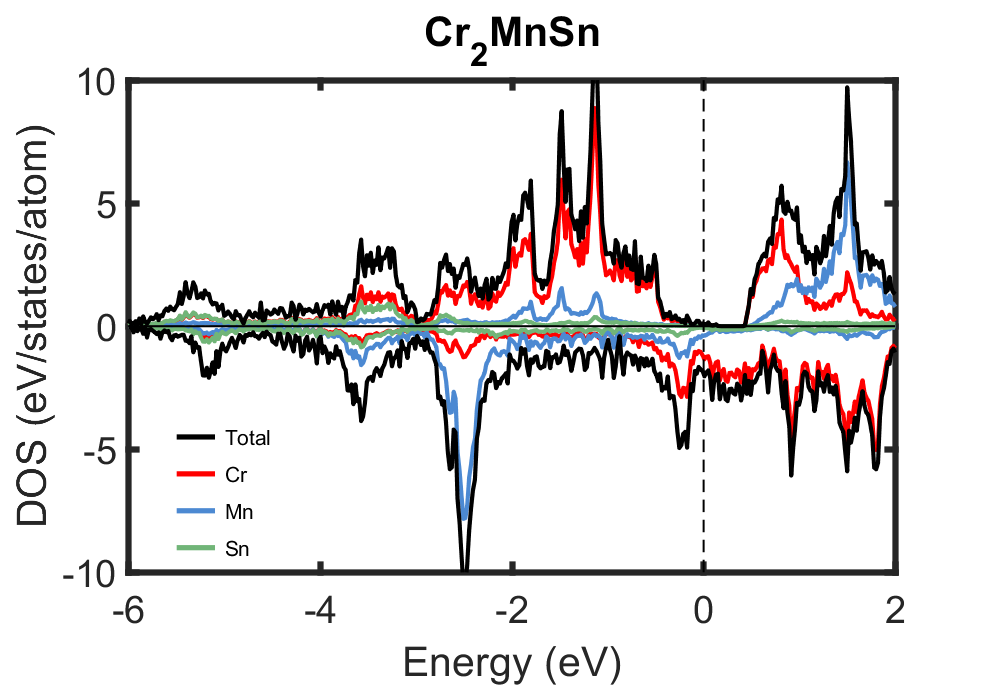 Cr₂MnSn
10
5
0
-5
-10
DOS (eV/states/atom)
Total
Cr
Mn
Sn
-6 -4 -2 0 2
Energy (eV)